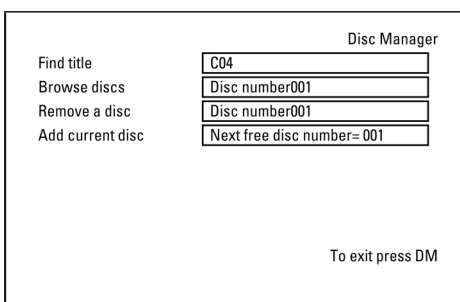 Disc Manager
Find title C04
Browse discs Disc number001
Remove a disc Disc number001
Add current disc Next free disc number= 001
To exit press DM